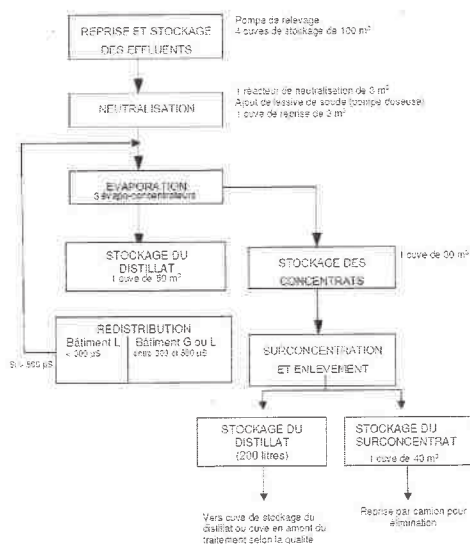 REPRISE ET STOCKAGE
DES EFFLUENTS
Pompe de relevage
4 cuves de stockage de 100 m³
NEUTRALISATION
1 réacteur de neutralisation de 3 m³
Ajout de lessive de soude (pompe doseuse)
1 cuve de reprise de 3 m³
EVAPORATION
3 évapo-concentrateurs
STOCKAGE DU
DISTILLAT
1 cuve de 50 m³
STOCKAGE DES
CONCENTRATS
1 cuve de 30 m³
REDISTRIBUTION
Bâtiment L
< 300 µS
Bâtiment G ou L
entre 300 et 500 µS
Si > 500 µS
SURCONCENTRATION
ET ENLEVEMENT
STOCKAGE DU
DISTILLAT
(200 litres)
STOCKAGE DU
SURCONCENTRAT
1 cuve de 40 m³
Vers cuve de stockage du
distillat ou cuve en amont du
traitement selon la qualité
Reprise par camion pour
élimination